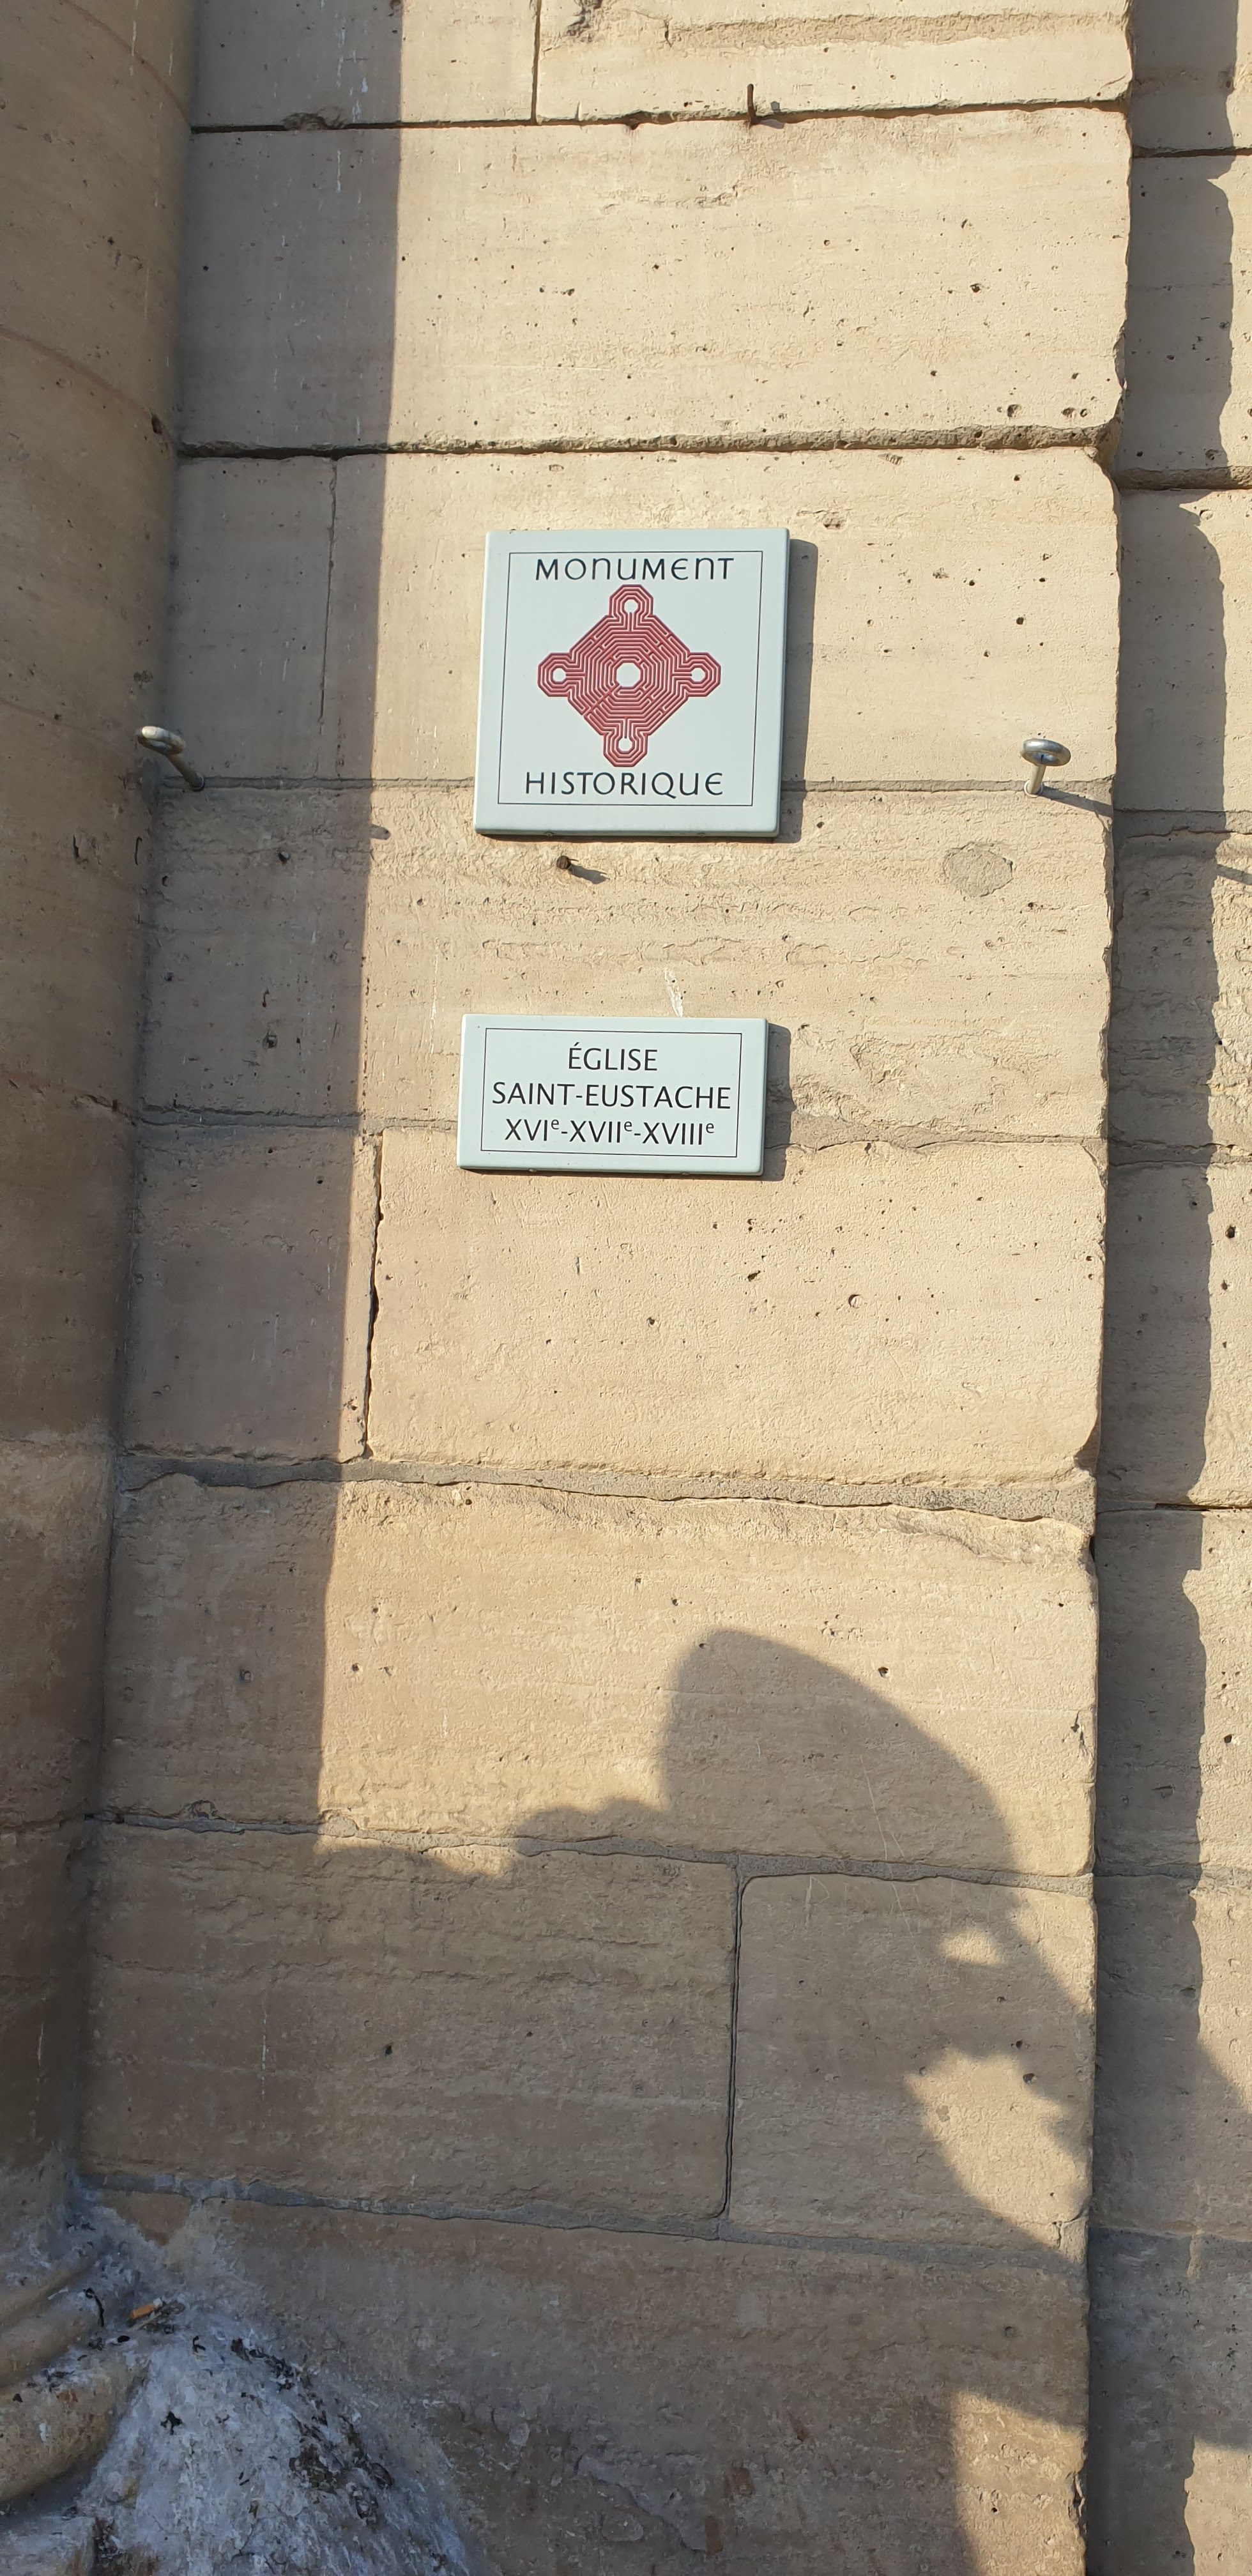 MONUMENT
HISTORIQUE
ÉGLISE
SAINT-EUSTACHE
XVIe-XVIIe-XVIIIe